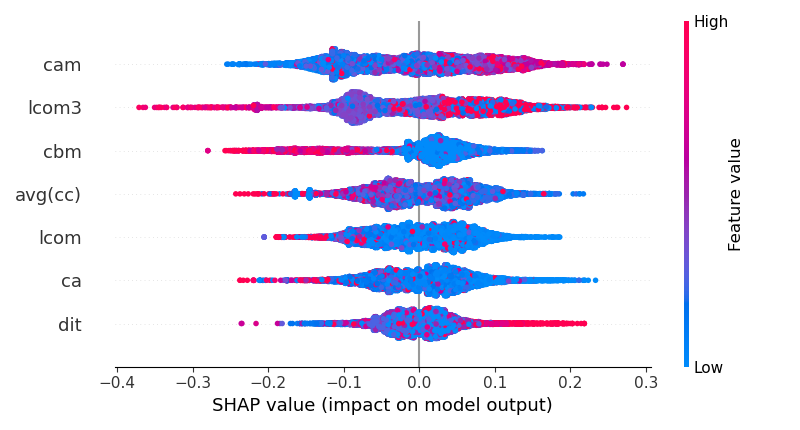 High
cam
lcom3
cbm
avg(cc)
lcom
ca
dit
Feature value
Low
−0.4 −0.3 −0.2 −0.1 0.0 0.1 0.2 0.3
SHAP value (impact on model output)